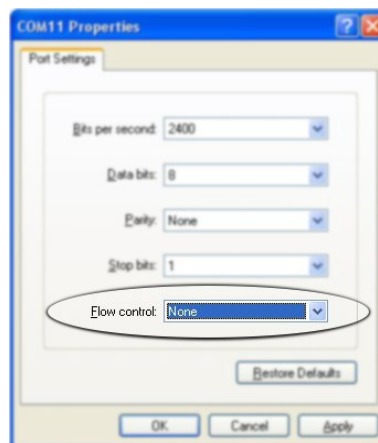 COM11 Properties
Port Settings
Bits per second: 2400
Data bits: 8
Parity: None
Stop bits: 1
Flow control: None
Restore Defaults
OK Cancel Apply